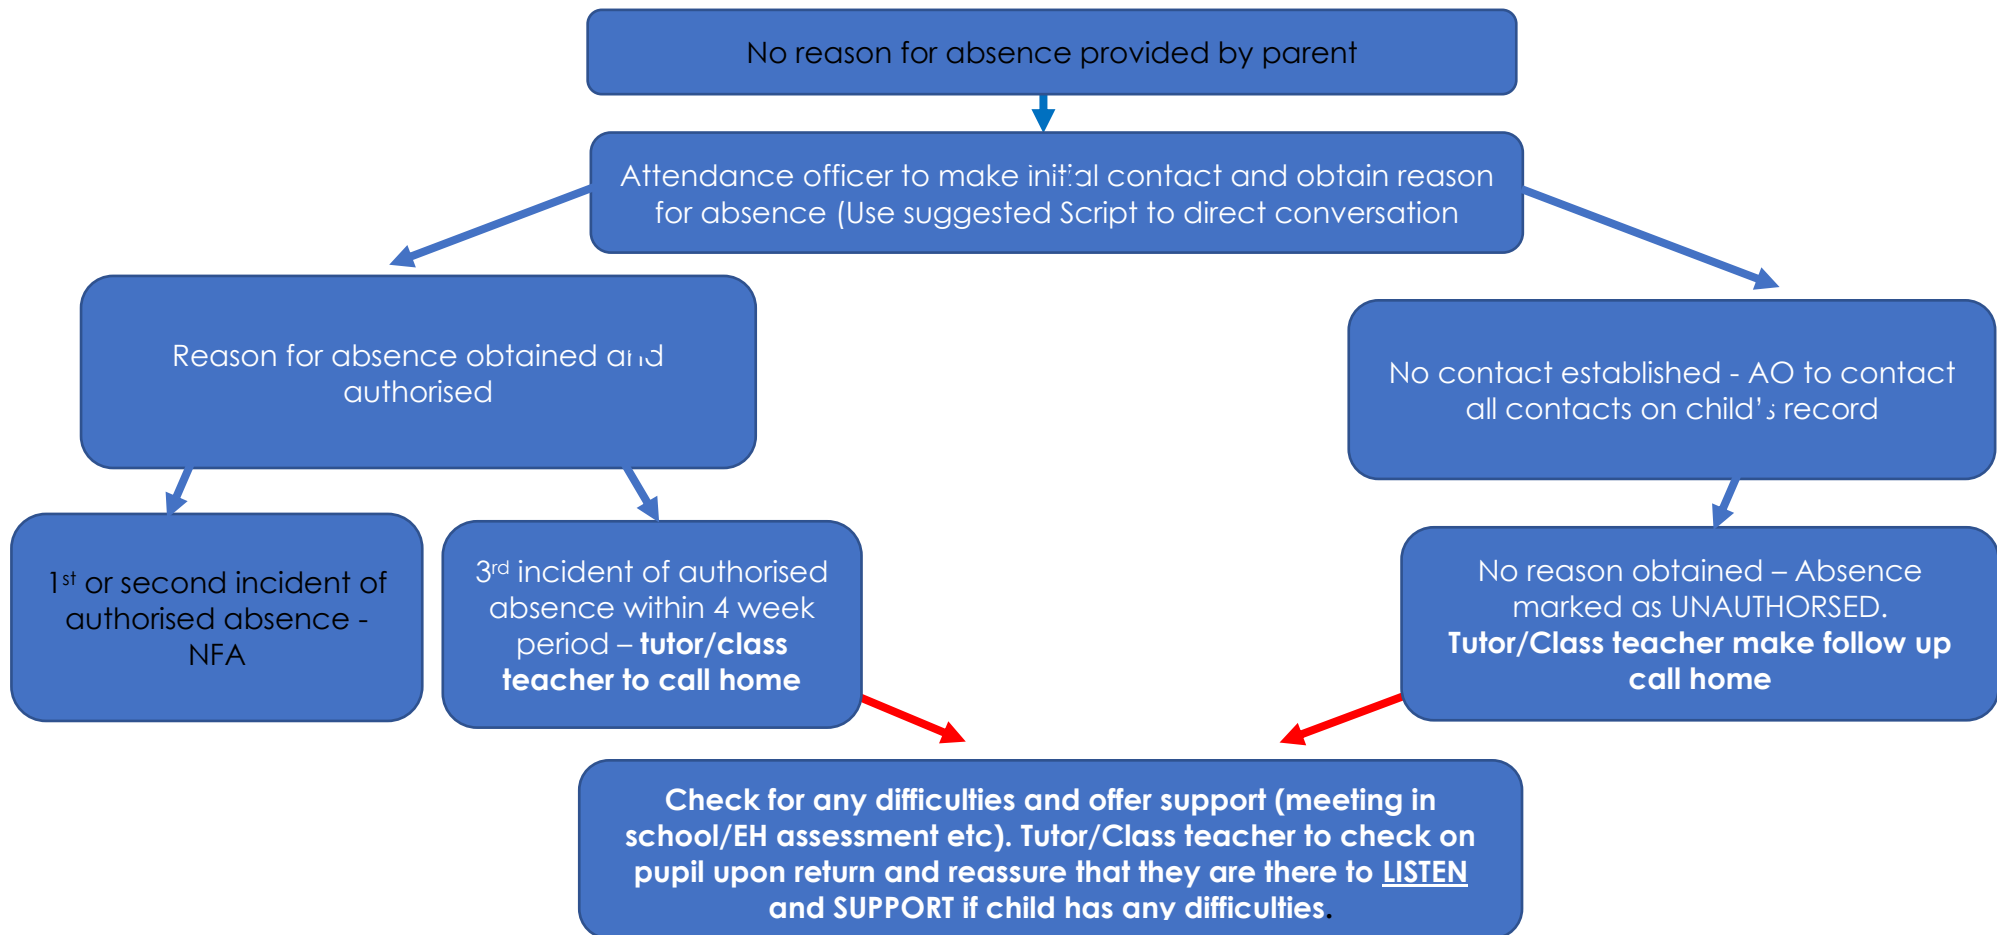 No reason for absence provided by parent
Attendance officer to make initial contact and obtain reason
for absence (Use suggested Script to direct conversation
Reason for absence obtained and
authorised
No contact established - AO to contact
all contacts on child's record
1st or second incident of
authorised absence -
NFA
3rd incident of authorised
absence within 4 week
period – tutor/class
teacher to call home
No reason obtained – Absence
marked as UNAUTHORSED.
Tutor/Class teacher make follow up
call home
Check for any difficulties and offer support (meeting in
school/EH assessment etc). Tutor/Class teacher to check on
pupil upon return and reassure that they are there to LISTEN
and SUPPORT if child has any difficulties.